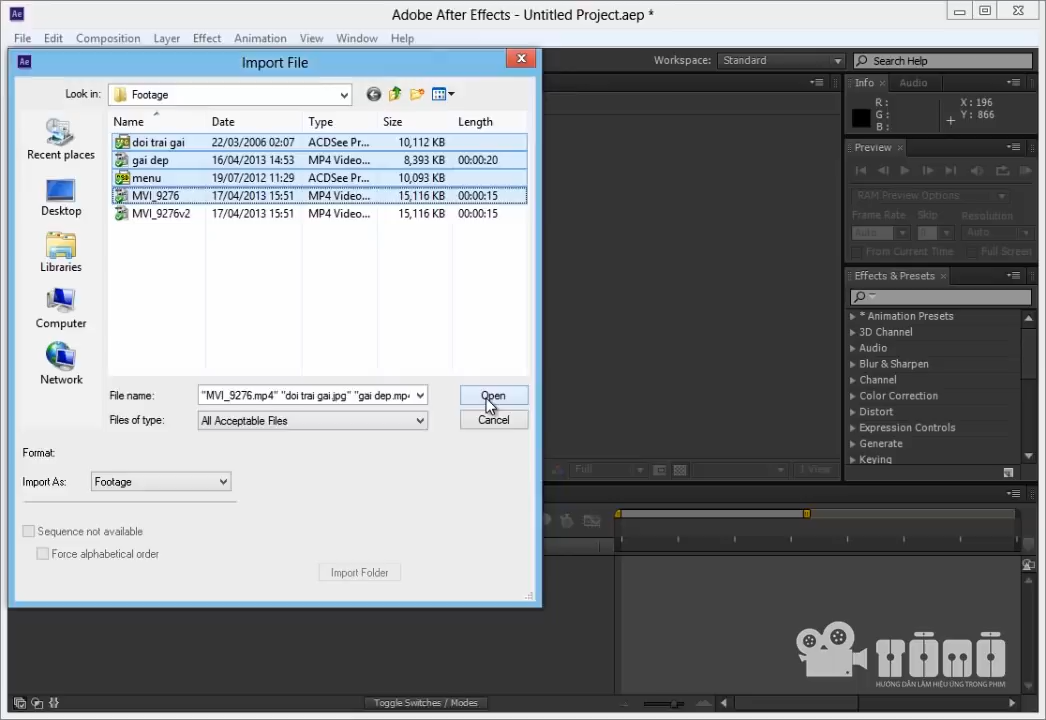 Adobe After Effects - Untitled Project.aep *
File Edit Composition Layer Effect Animation View Window Help
Import File
Workspace: Standard
Search Help
Look in: Footage
Info × Audio
R: X: 196
G: Y: 866
B:
Name Date Type Size Length
doi trai gai 22/03/2006 02:07 ACDSee Pr... 10,112 KB
gai dep 16/04/2013 14:53 MP4 Video... 8,393 KB 00:00:20
menu 19/07/2012 11:29 ACDSee Pr... 10,093 KB
MVI_9276 17/04/2013 15:51 MP4 Video... 15,116 KB 00:00:15
MVI_9276v2 17/04/2013 15:51 MP4 Video... 15,116 KB 00:00:15
Recent places
Desktop
Libraries
Computer
Network
Preview ×
RAM Preview Options
Frame Rate Skip Resolution
Auto 0 Auto
From Current Time Full Screen
Effects & Presets ×
* Animation Presets
3D Channel
Audio
Blur & Sharpen
Channel
Color Correction
Distort
Expression Controls
Generate
Keying
File name: "MVI_9276.mp4" "doi trai gai.jpg" "gai dep.mp4 Open
Files of type: All Acceptable Files Cancel
Format:
Import As: Footage
Sequence not available
Force alphabetical order
Import Folder
Full 1 View
HƯỚNG DẪN LÀM HIỆU ỨNG TRONG PHIM
Toggle Switches / Modes